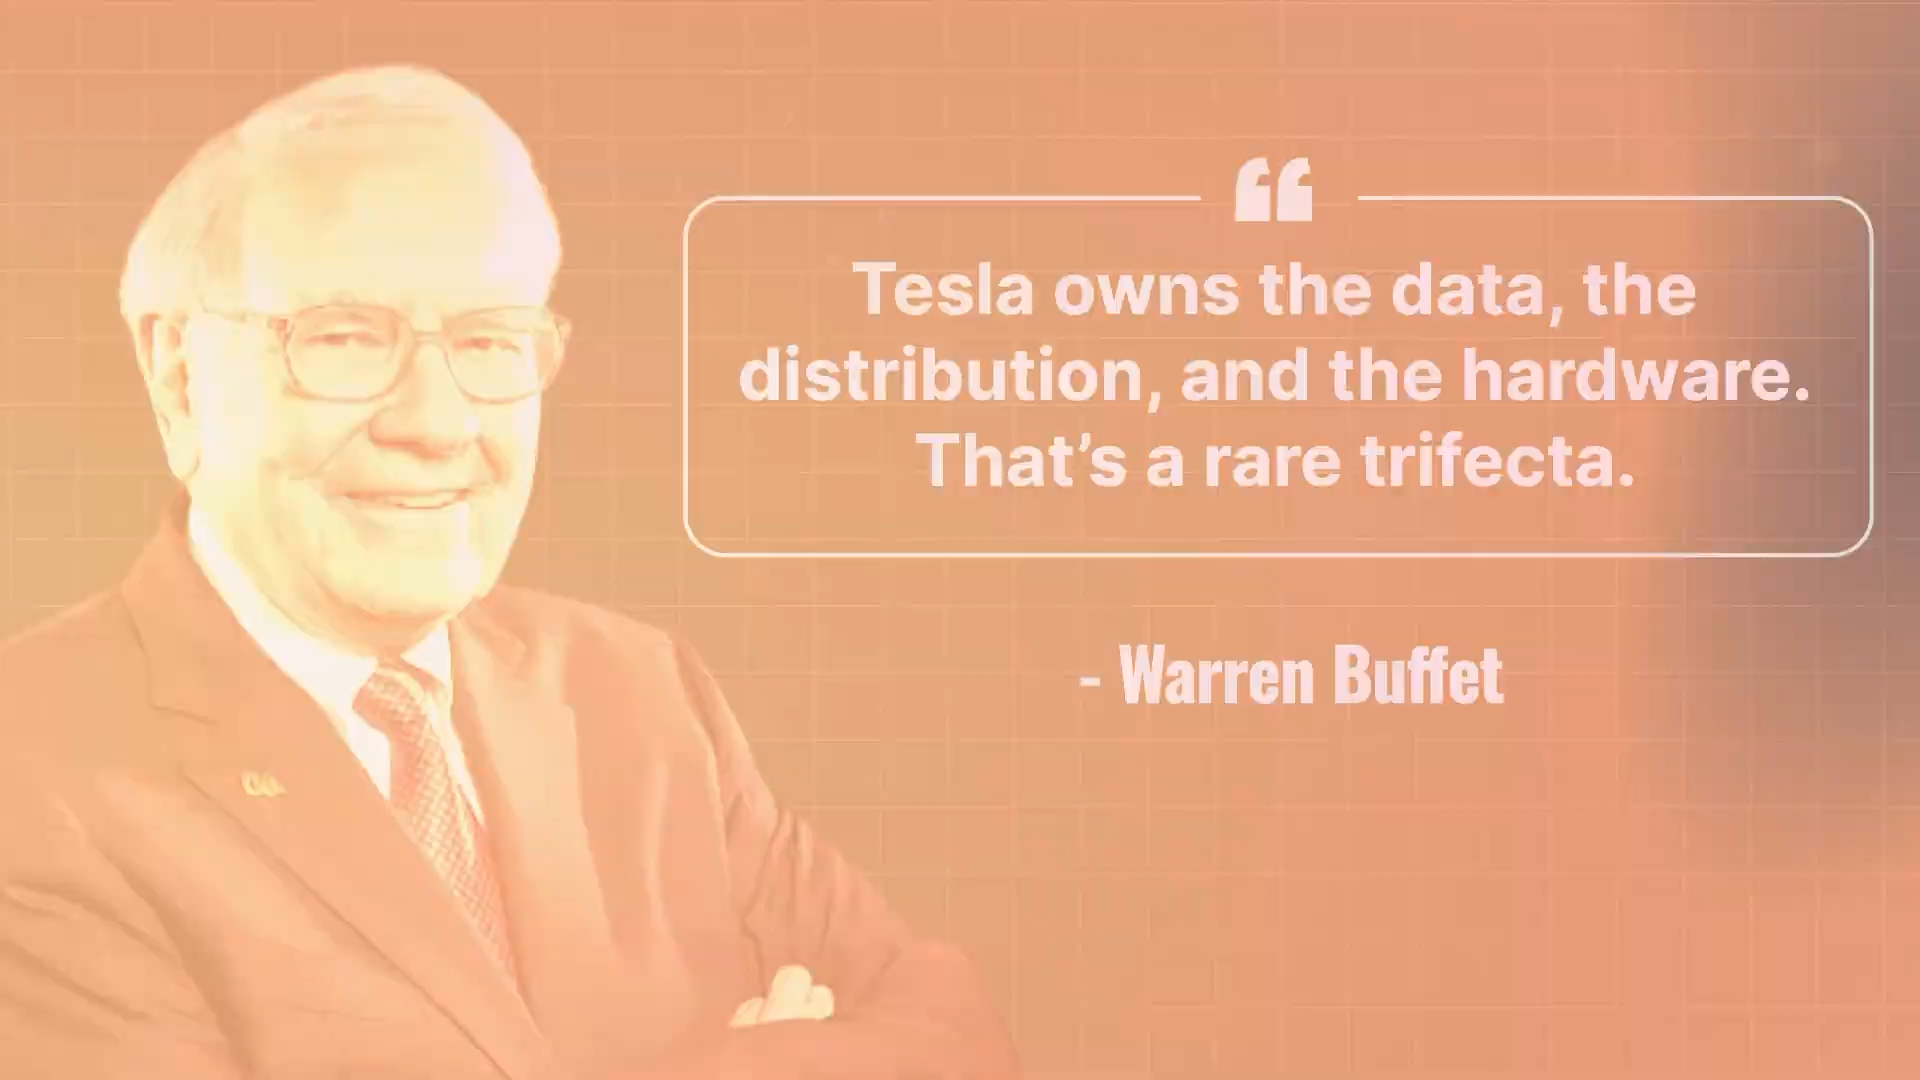 Tesla owns the data, the
distribution, and the hardware.
That’s a rare trifecta.
- Warren Buffet